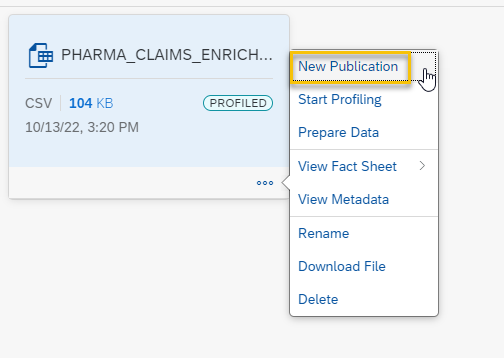 PHARMA_CLAIMS_ENRICH...
CSV 104 KB PROFILED
10/13/22, 3:20 PM
New Publication
Start Profiling
Prepare Data
View Fact Sheet
View Metadata
Rename
Download File
Delete